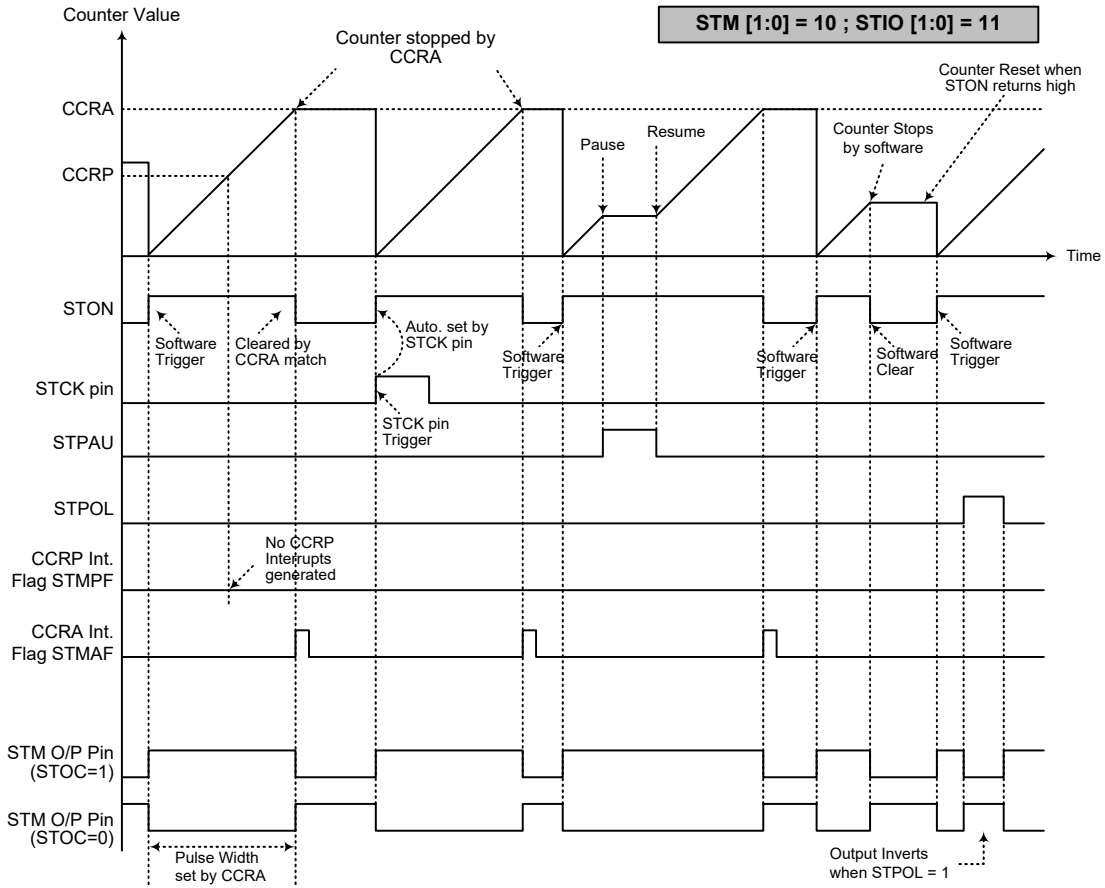 Counter Value
STM [1:0] = 10 ; STIO [1:0] = 11
Counter stopped by
CCRA
Counter Reset when
STON returns high
CCRA
Pause
Resume
Counter Stops
by software
CCRP
Time
STON
Software
Trigger
Cleared by
CCRA match
Auto. set by
STCK pin
Software
Trigger
Software
Trigger
Software
Clear
Software
Trigger
STCK pin
STCK pin
Trigger
STPAU
STPOL
No CCRP
Interrupts
generated
CCRP Int.
Flag STMPF
CCRA Int.
Flag STMAF
STM O/P Pin
(STOC=1)
STM O/P Pin
(STOC=0)
Pulse Width
set by CCRA
Output Inverts
when STPOL = 1